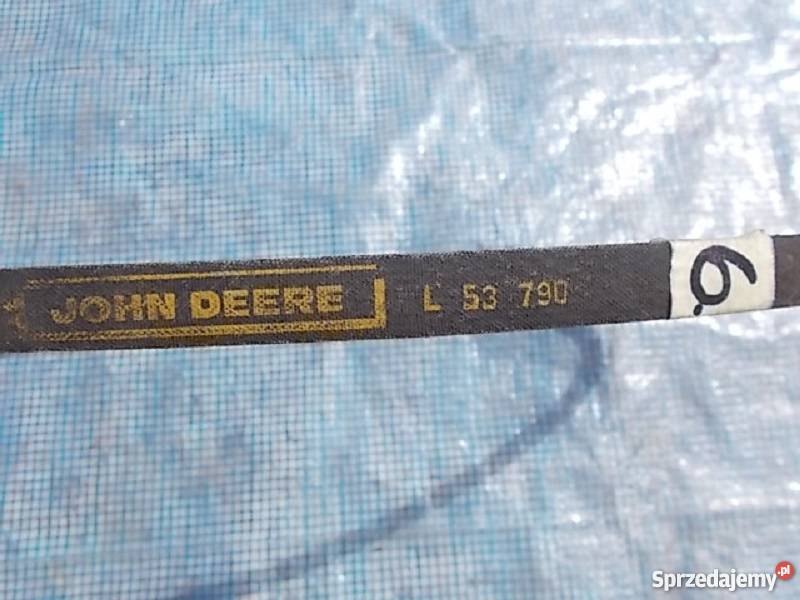 JOHN DEERE L 53 790
6.
Sprzedajemy.pl